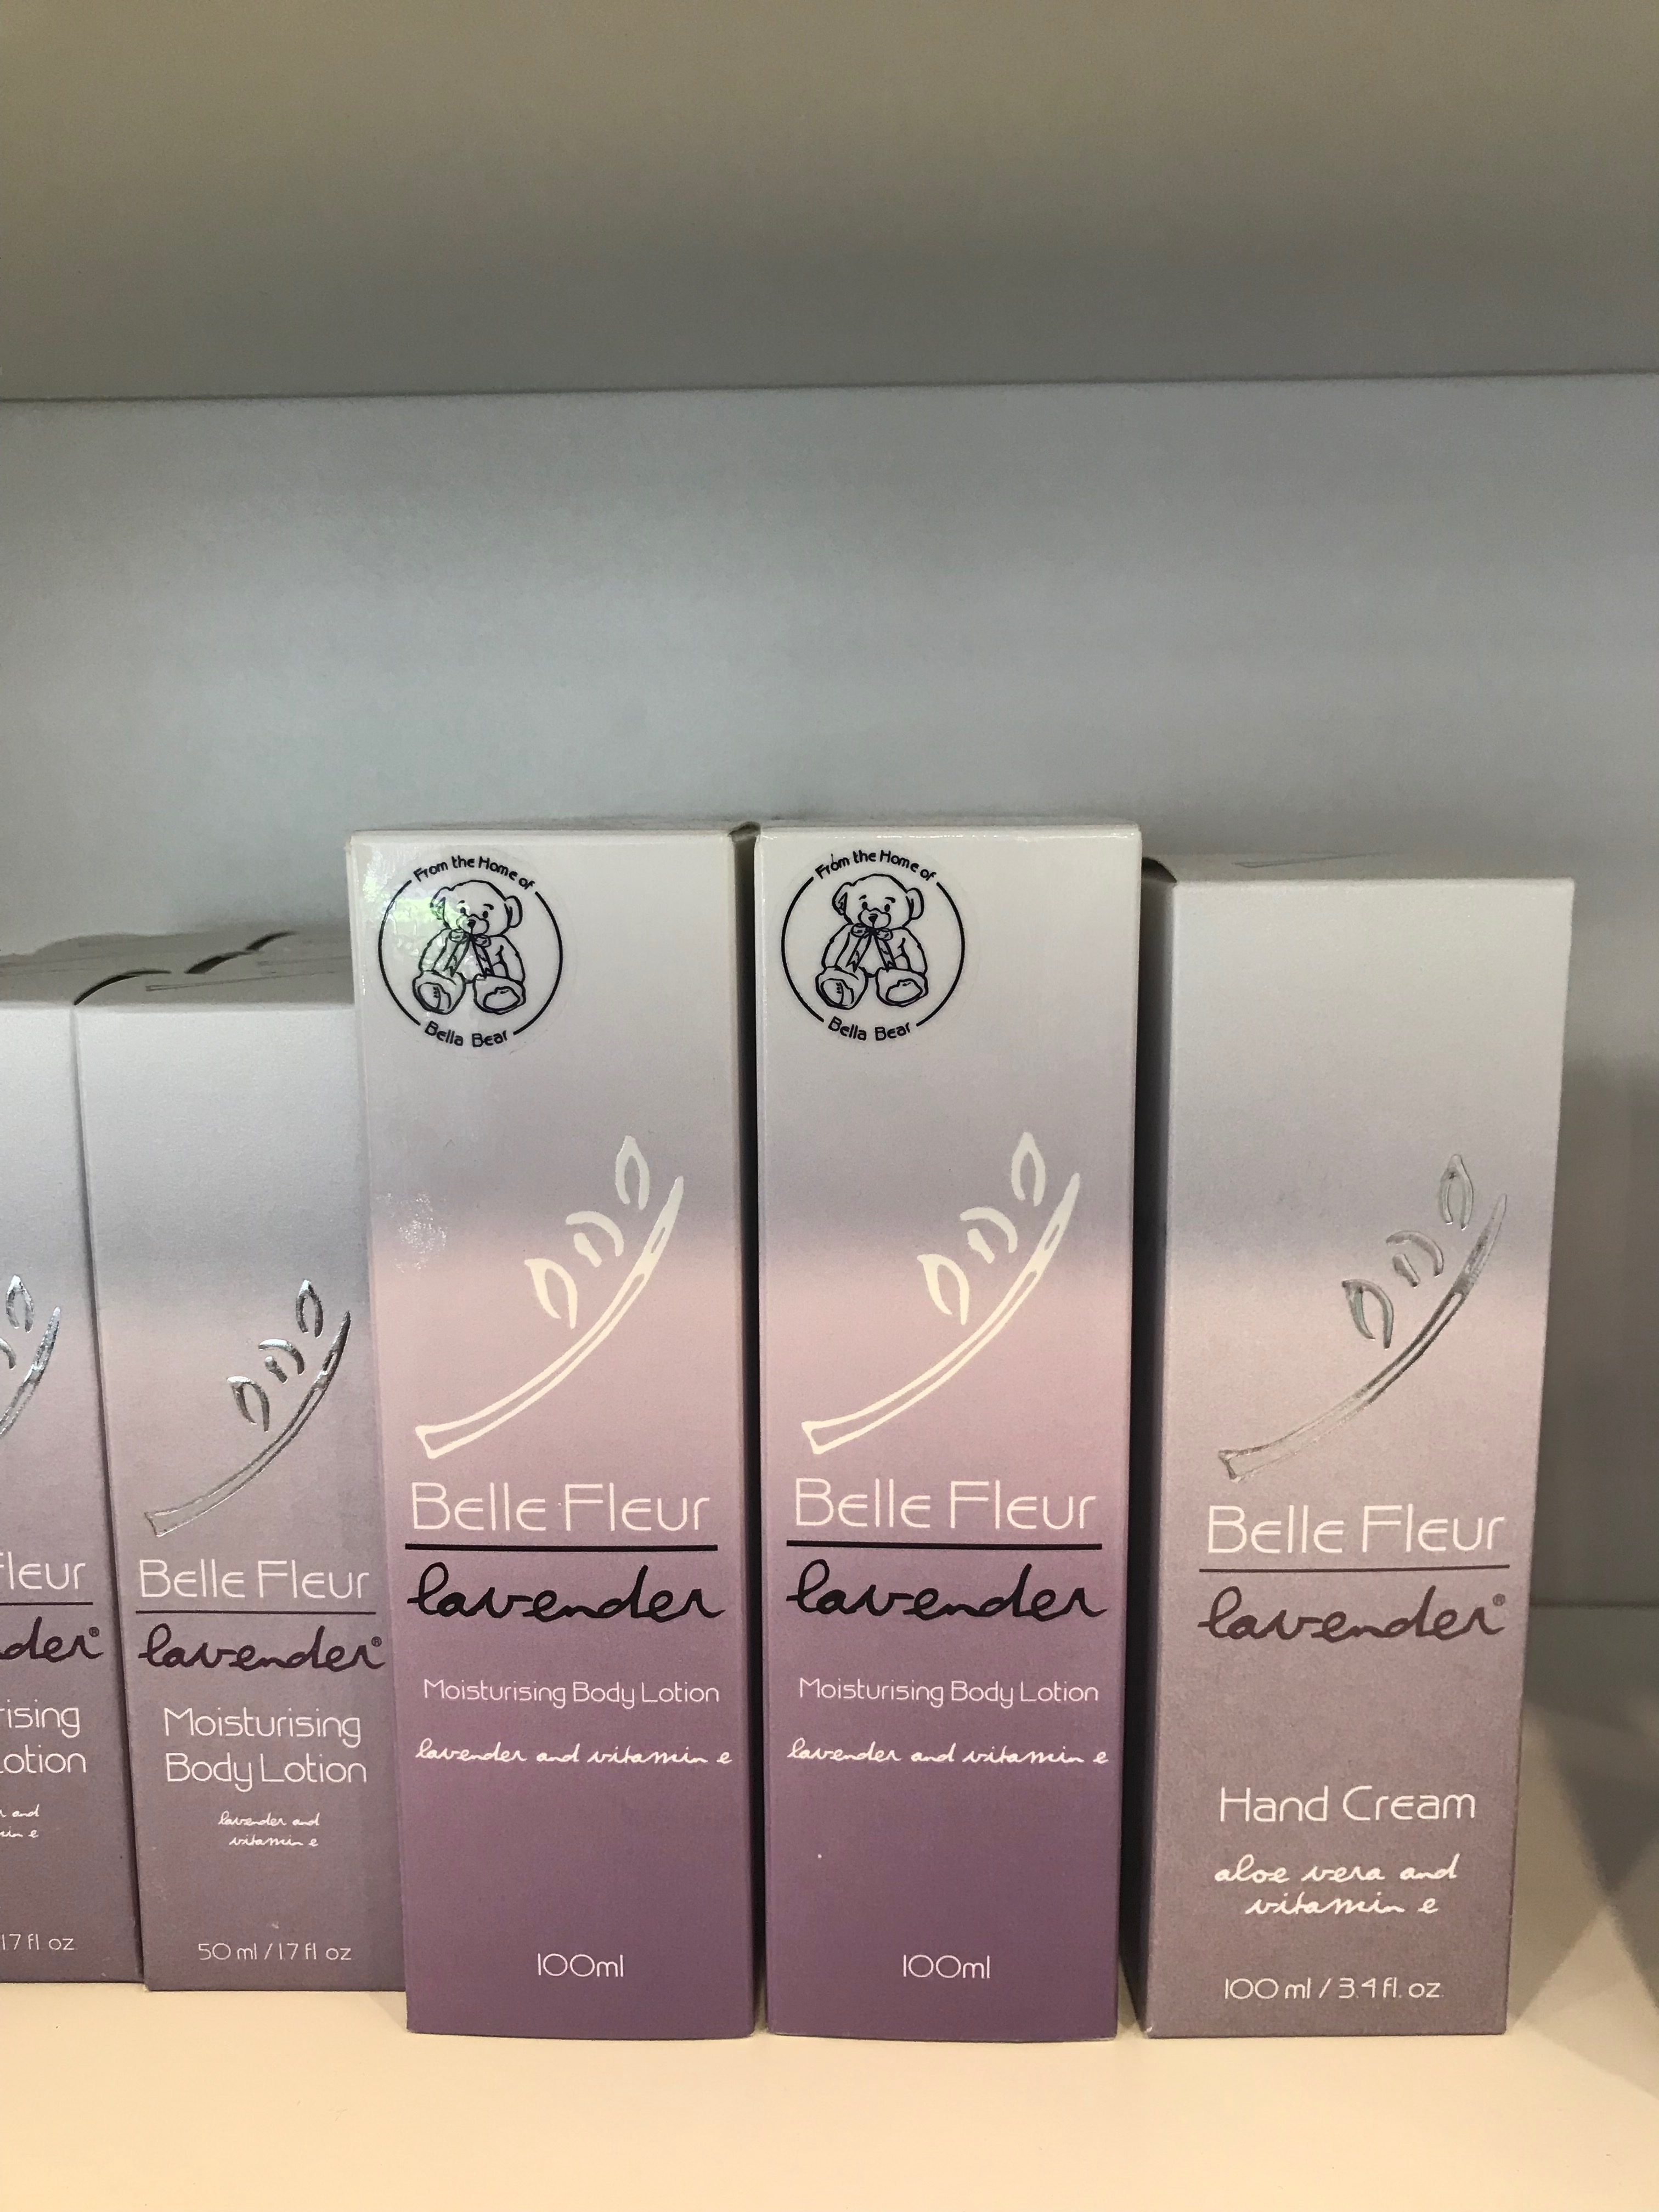 fleur
der®
ising
otion
and
e
17 fl oz
Belle Fleur
lavender®
Moisturising
Body Lotion
lavender and
vitamin e
50 ml / 17 fl oz
From the Home of
Bella Bear
Belle Fleur
lavender
Moisturising Body Lotion
lavender and vitamin e
100ml
From the Home of
Bella Bear
Belle Fleur
lavender
Moisturising Body Lotion
lavender and vitamin e
100ml
Belle Fleur
lavender®
Hand Cream
aloe vera and
vitamin e
100 ml / 3.4 fl. oz